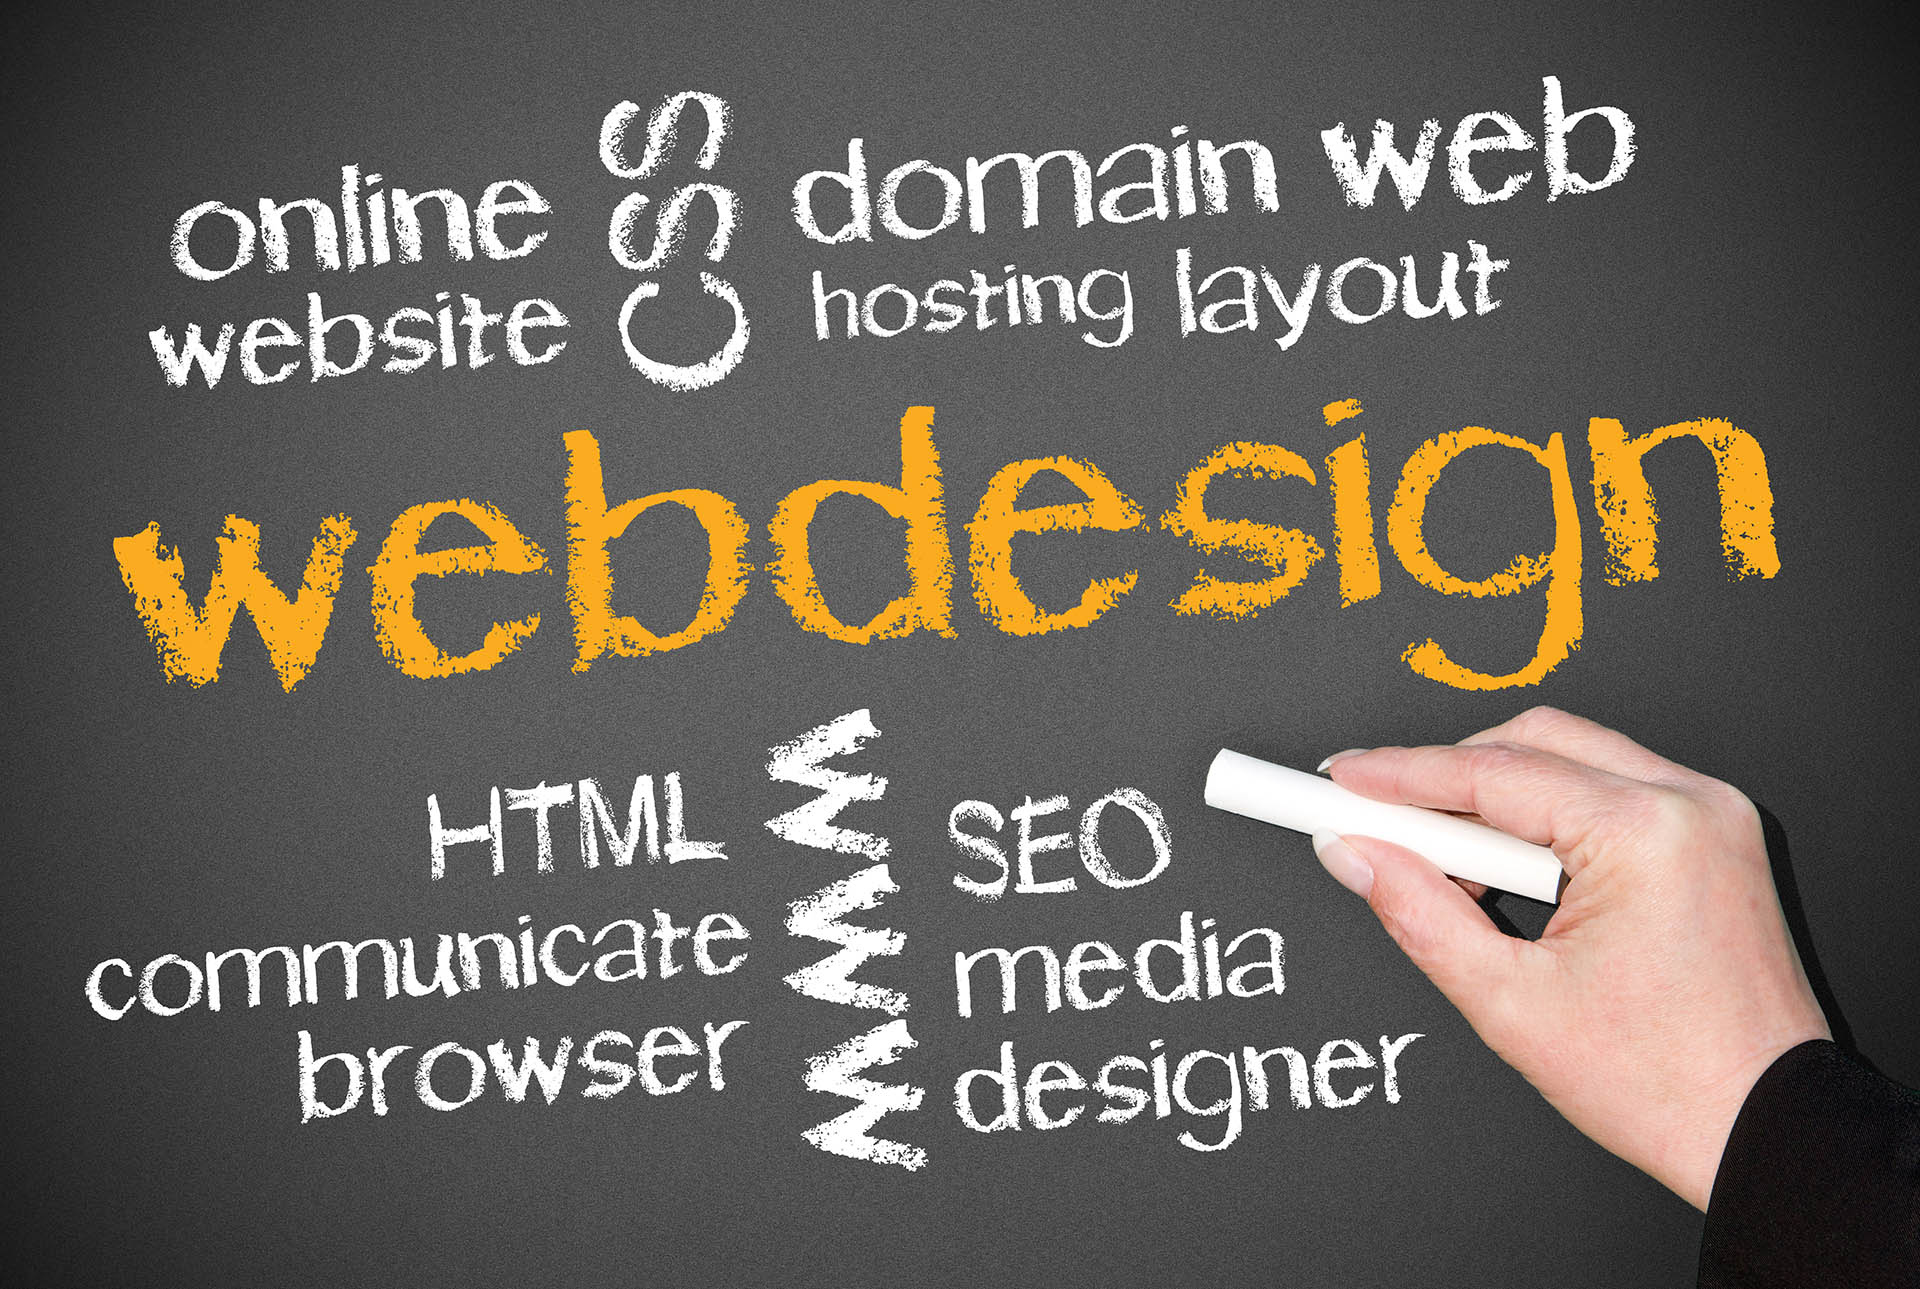 online
website
CSS
domain web
hosting layout
webdesign
HTML
communicate
browser
www
SEO
media
designer